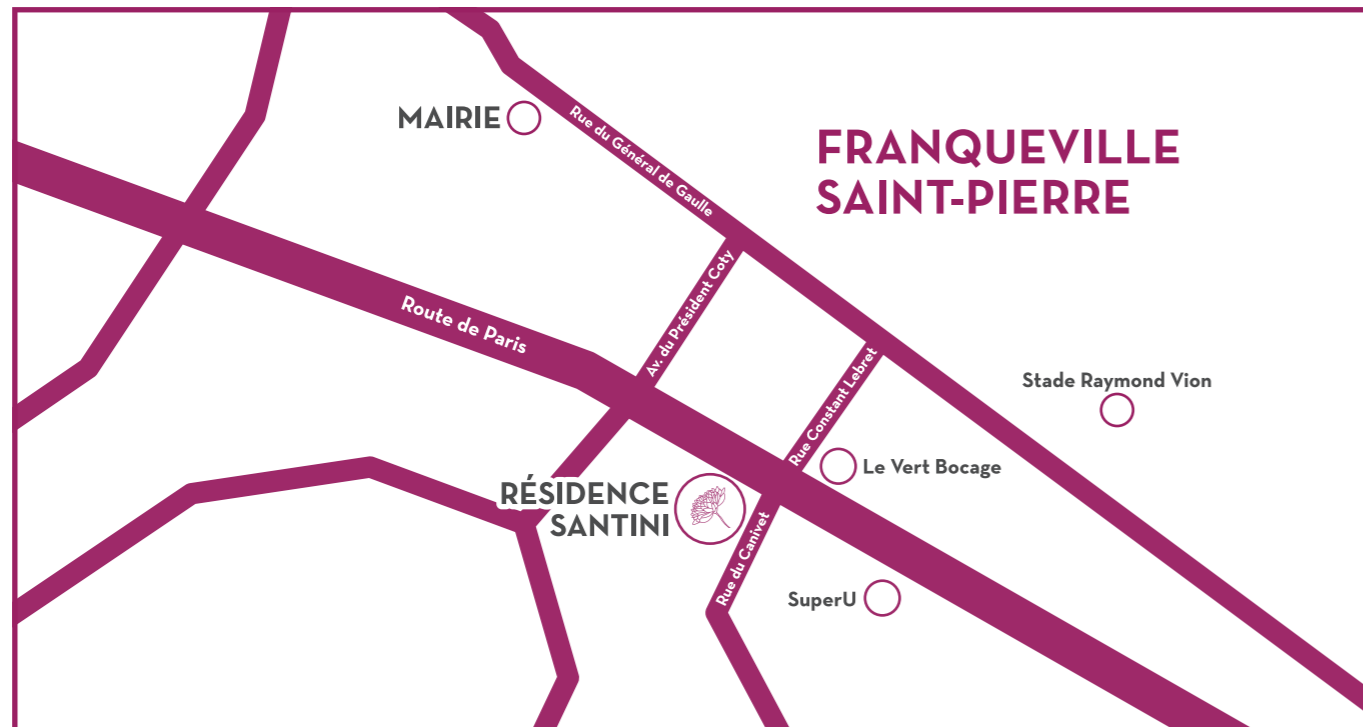 MAIRIE
Rue du Général de Gaulle
FRANQUEVILLE
SAINT-PIERRE
Av. du Président Coty
Route de Paris
Rue Constant Lebret
Stade Raymond Vion
Le Vert Bocage
RÉSIDENCE
SANTINI
Rue du Canivet
SuperU